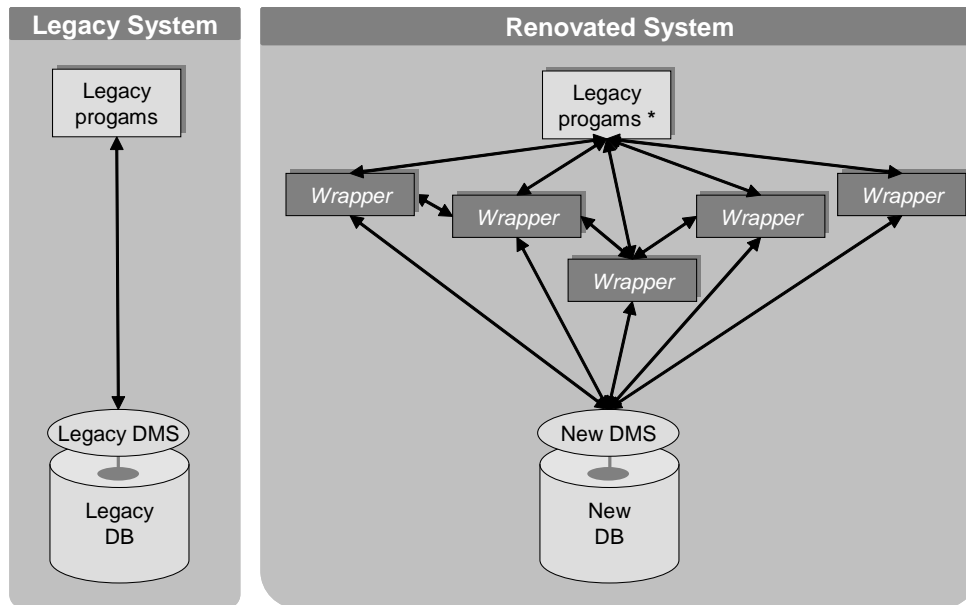 Legacy System
Legacy
progams
Legacy DMS
Legacy
DB
Renovated System
Legacy
progams *
Wrapper
Wrapper
Wrapper
Wrapper
Wrapper
New DMS
New
DB